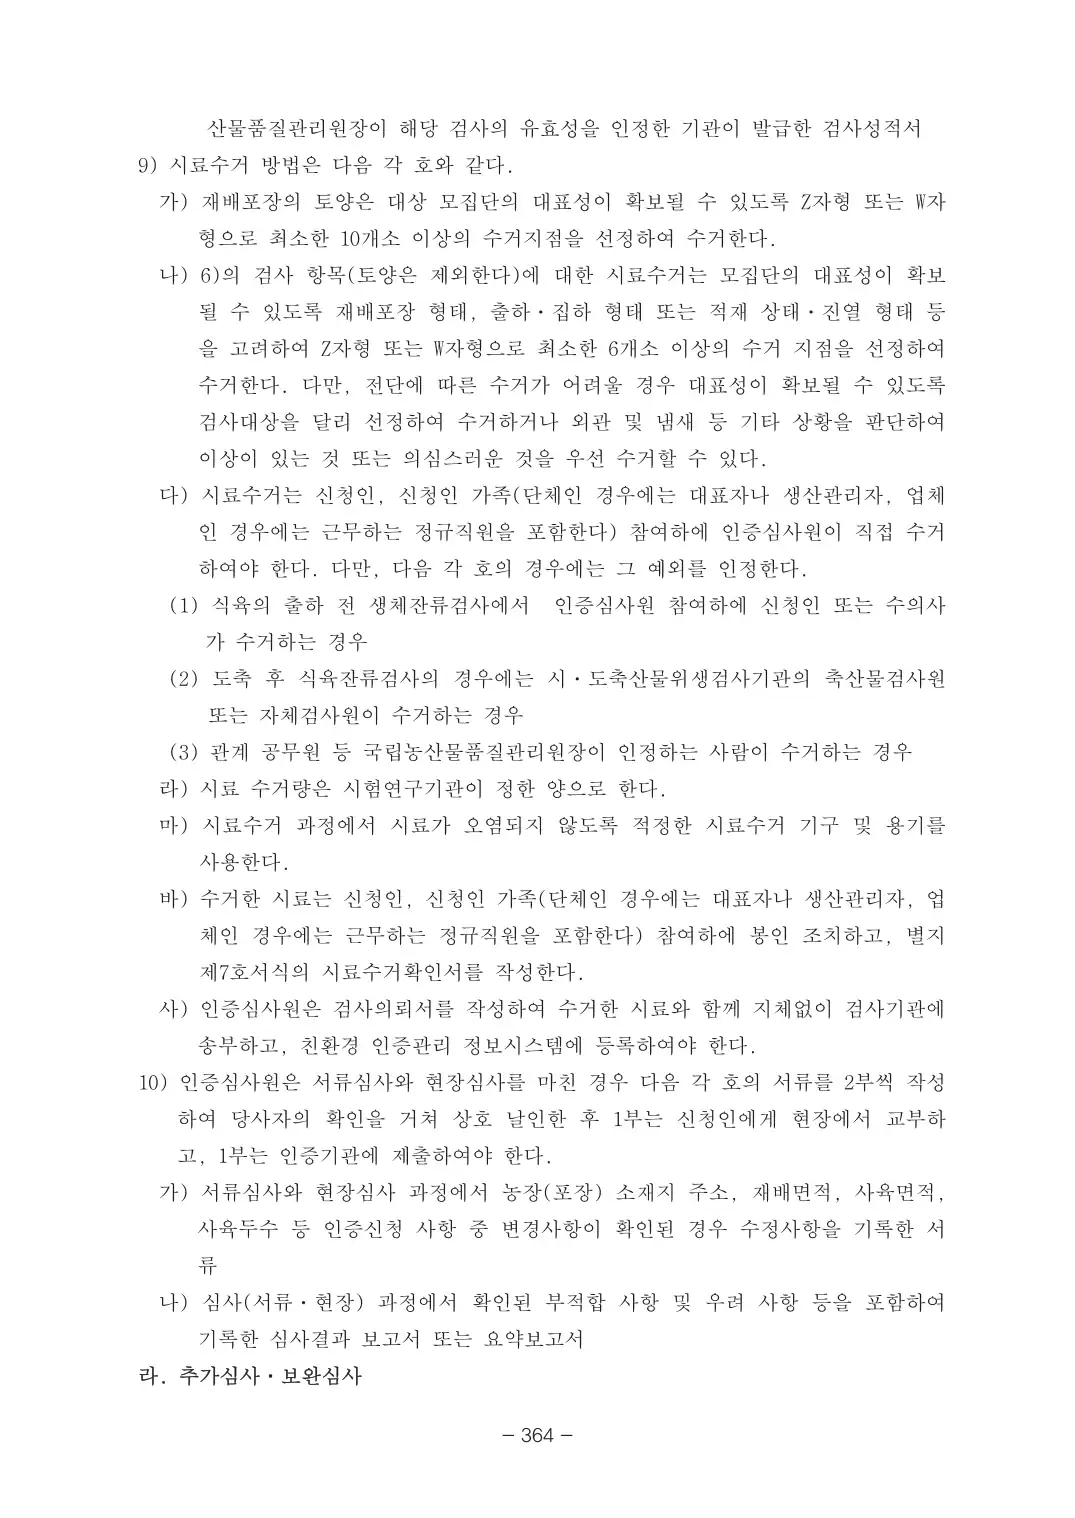 산물품질관리원장이 해당 검사의 유효성을 인정한 기관이 발급한 검사성적서
9) 시료수거 방법은 다음 각 호와 같다.
가) 재배포장의 토양은 대상 모집단의 대표성이 확보될 수 있도록 Z자형 또는 W자
형으로 최소한 10개소 이상의 수거지점을 선정하여 수거한다.
나) 6)의 검사 항목(토양은 제외한다)에 대한 시료수거는 모집단의 대표성이 확보
될 수 있도록 재배포장 형태, 출하·집하 형태 또는 적재 상태·진열 형태 등
을 고려하여 Z자형 또는 W자형으로 최소한 6개소 이상의 수거 지점을 선정하여
수거한다. 다만, 전단에 따른 수거가 어려울 경우 대표성이 확보될 수 있도록
검사대상을 달리 선정하여 수거하거나 외관 및 냄새 등 기타 상황을 판단하여
이상이 있는 것 또는 의심스러운 것을 우선 수거할 수 있다.
다) 시료수거는 신청인, 신청인 가족(단체인 경우에는 대표자나 생산관리자, 업체
인 경우에는 근무하는 정규직원을 포함한다) 참여하에 인증심사원이 직접 수거
하여야 한다. 다만, 다음 각 호의 경우에는 그 예외를 인정한다.
(1) 식육의 출하 전 생체잔류검사에서  인증심사원 참여하에 신청인 또는 수의사
가 수거하는 경우
(2) 도축 후 식육잔류검사의 경우에는 시·도축산물위생검사기관의 축산물검사원
또는 자체검사원이 수거하는 경우
(3) 관계 공무원 등 국립농산물품질관리원장이 인정하는 사람이 수거하는 경우
라) 시료 수거량은 시험연구기관이 정한 양으로 한다.
마) 시료수거 과정에서 시료가 오염되지 않도록 적정한 시료수거 기구 및 용기를
사용한다.
바) 수거한 시료는 신청인, 신청인 가족(단체인 경우에는 대표자나 생산관리자, 업
체인 경우에는 근무하는 정규직원을 포함한다) 참여하에 봉인 조치하고, 별지
제7호서식의 시료수거확인서를 작성한다.
사) 인증심사원은 검사의뢰서를 작성하여 수거한 시료와 함께 지체없이 검사기관에
송부하고, 친환경 인증관리 정보시스템에 등록하여야 한다.
10) 인증심사원은 서류심사와 현장심사를 마친 경우 다음 각 호의 서류를 2부씩 작성
하여 당사자의 확인을 거쳐 상호 날인한 후 1부는 신청인에게 현장에서 교부하
고, 1부는 인증기관에 제출하여야 한다.
가) 서류심사와 현장심사 과정에서 농장(포장) 소재지 주소, 재배면적, 사육면적,
사육두수 등 인증신청 사항 중 변경사항이 확인된 경우 수정사항을 기록한 서
류
나) 심사(서류·현장) 과정에서 확인된 부적합 사항 및 우려 사항 등을 포함하여
기록한 심사결과 보고서 또는 요약보고서
라. 추가심사·보완심사
- 364 -